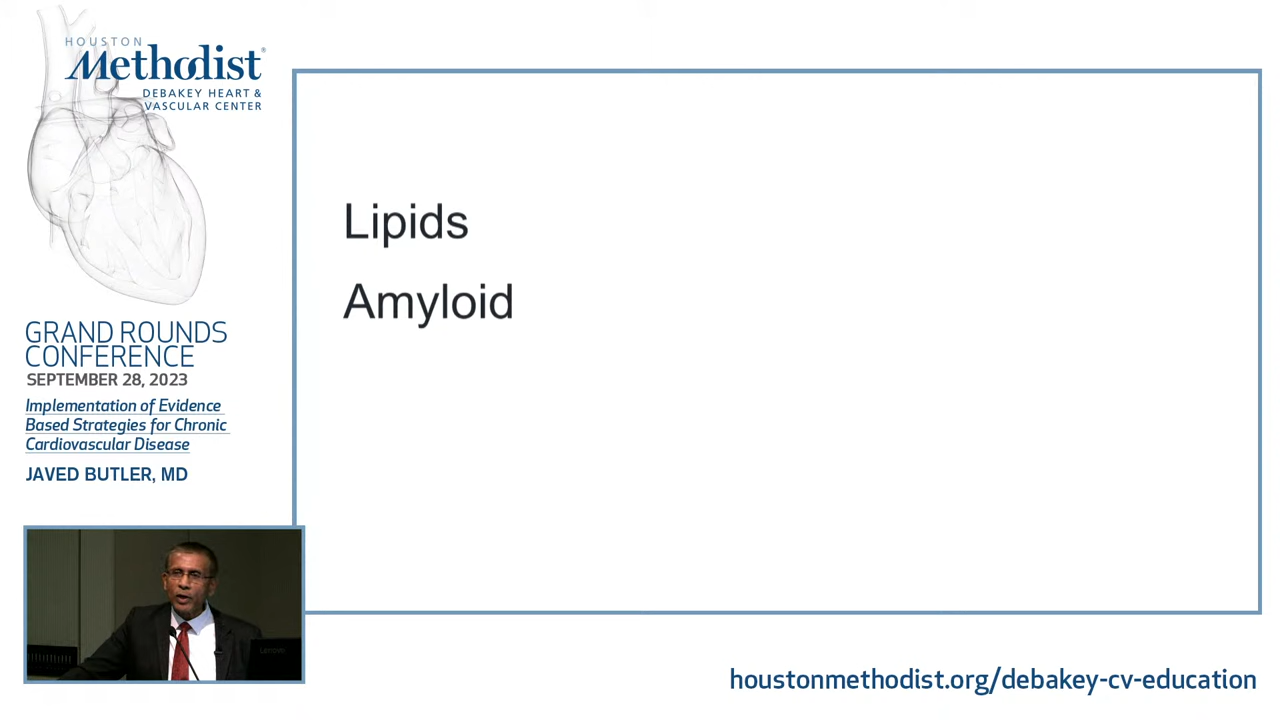 HOUSTON
Methodist®
DEBAKEY HEART &
VASCULAR CENTER
GRAND ROUNDS
CONFERENCE
SEPTEMBER 28, 2023
Implementation of Evidence
Based Strategies for Chronic
Cardiovascular Disease
JAVED BUTLER, MD
Lipids
Amyloid
Lenovo
houstonmethodist.org/debakey-cv-education